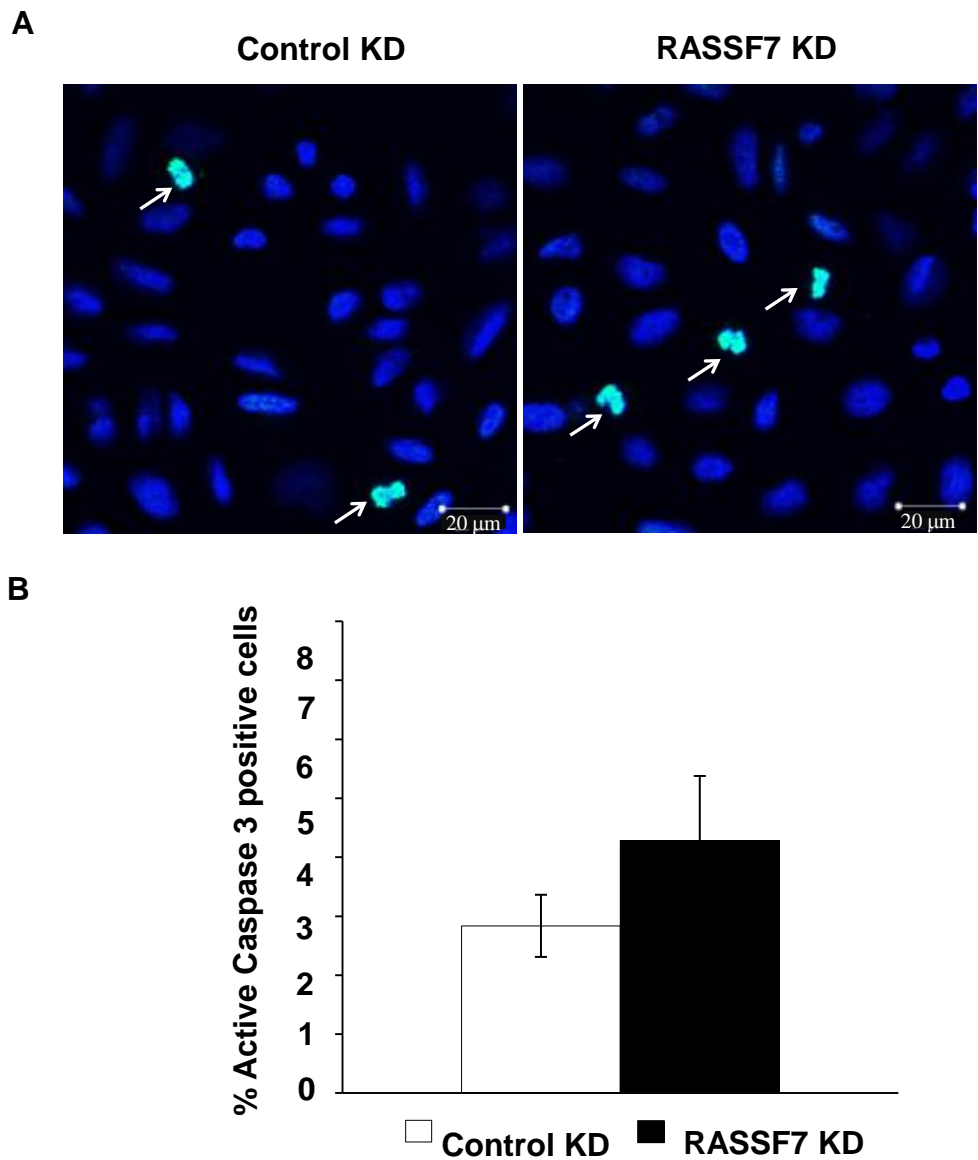 A
Control KD
RASSF7 KD
20 μm
20 μm
B
% Active Caspase 3 positive cells
8
7
6
5
4
3
2
1
0
Control KD
RASSF7 KD